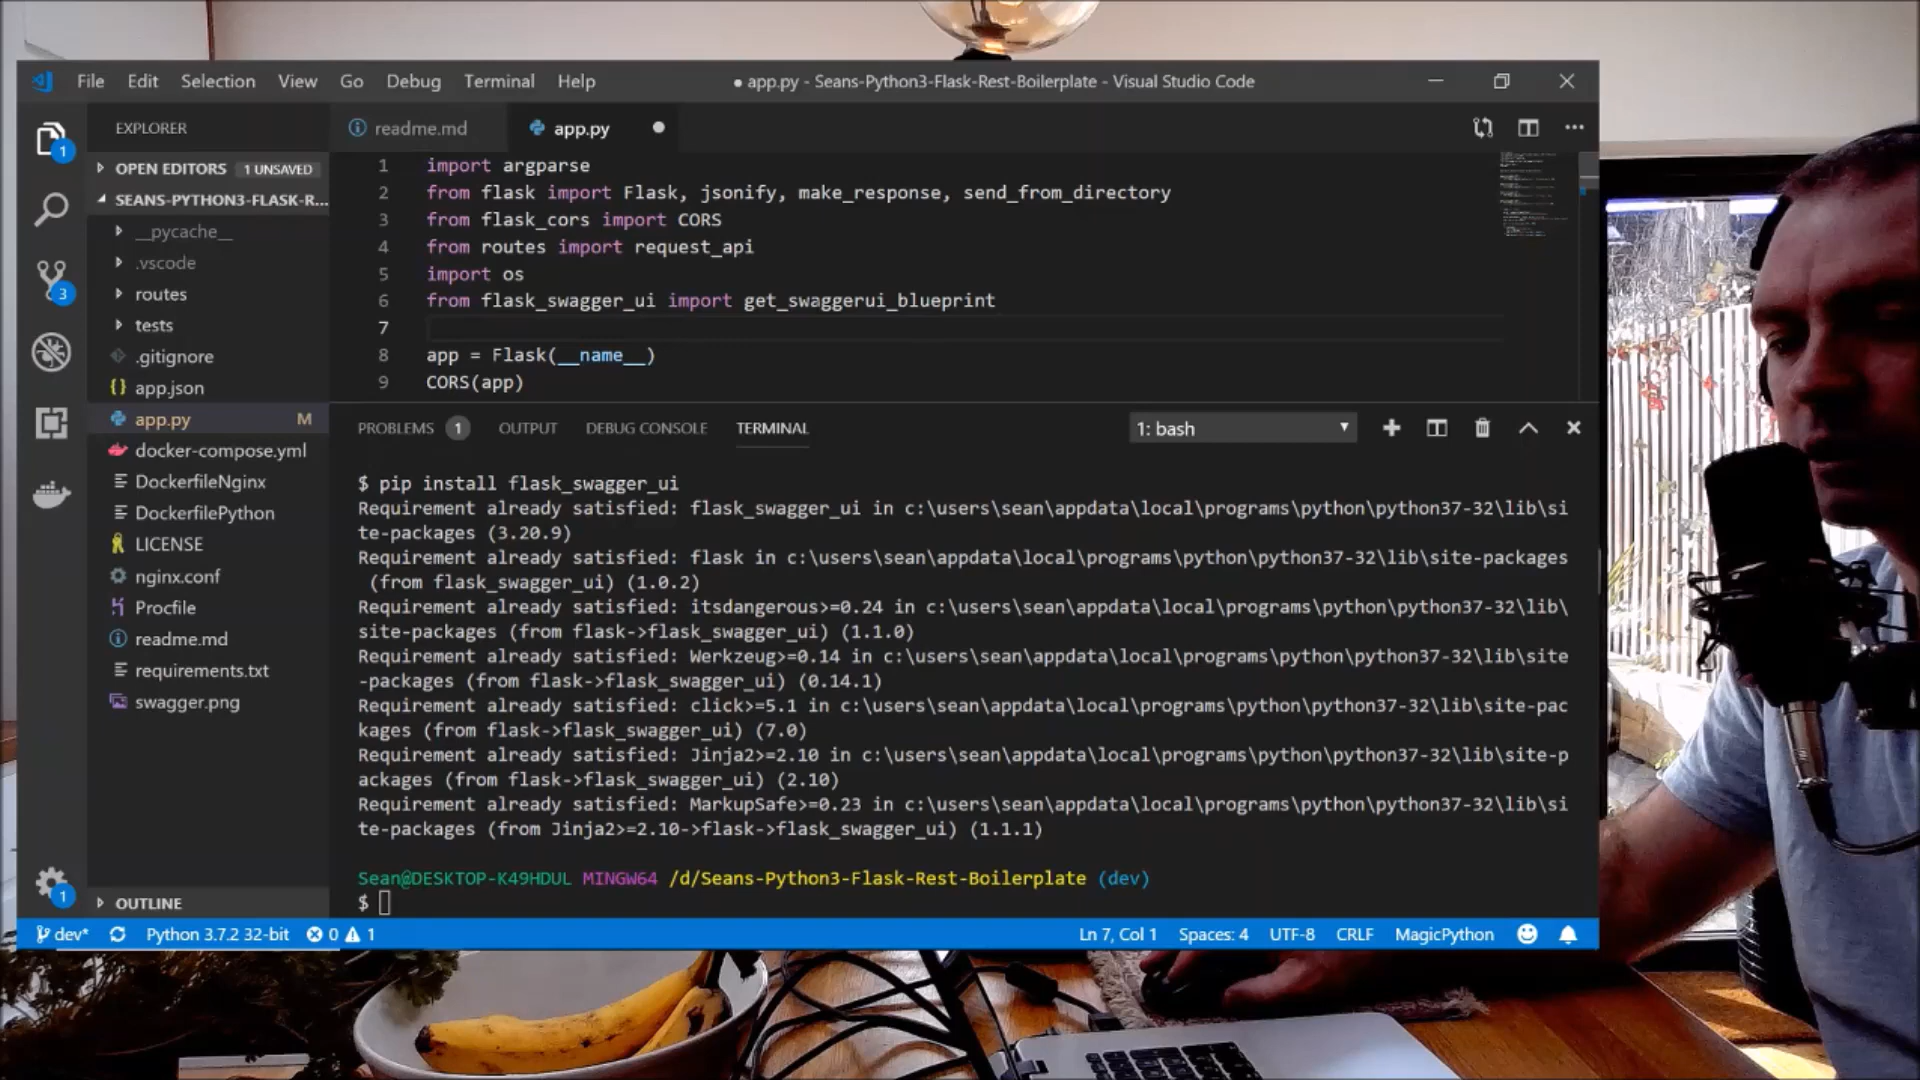 File Edit Selection View Go Debug Terminal Help
● app.py - Seans-Python3-Flask-Rest-Boilerplate - Visual Studio Code
EXPLORER
OPEN EDITORS 1 UNSAVED
SEANS-PYTHON3-FLASK-R...
__pycache__
.vscode
routes
tests
.gitignore
app.json
app.py M
docker-compose.yml
DockerfileNginx
DockerfilePython
LICENSE
nginx.conf
Procfile
readme.md
requirements.txt
swagger.png
OUTLINE
1
3
1
readme.md app.py
1 import argparse
2 from flask import Flask, jsonify, make_response, send_from_directory
3 from flask_cors import CORS
4 from routes import request_api
5 import os
6 from flask_swagger_ui import get_swaggerui_blueprint
7
8 app = Flask(__name__)
9 CORS(app)
PROBLEMS 1 OUTPUT DEBUG CONSOLE TERMINAL 1: bash
$ pip install flask_swagger_ui
Requirement already satisfied: flask_swagger_ui in c:\users\sean\appdata\local\programs\python\python37-32\lib\si
te-packages (3.20.9)
Requirement already satisfied: flask in c:\users\sean\appdata\local\programs\python\python37-32\lib\site-packages
(from flask_swagger_ui) (1.0.2)
Requirement already satisfied: itsdangerous>=0.24 in c:\users\sean\appdata\local\programs\python\python37-32\lib\
site-packages (from flask->flask_swagger_ui) (1.1.0)
Requirement already satisfied: Werkzeug>=0.14 in c:\users\sean\appdata\local\programs\python\python37-32\lib\site
-packages (from flask->flask_swagger_ui) (0.14.1)
Requirement already satisfied: click>=5.1 in c:\users\sean\appdata\local\programs\python\python37-32\lib\site-pac
kages (from flask->flask_swagger_ui) (7.0)
Requirement already satisfied: Jinja2>=2.10 in c:\users\sean\appdata\local\programs\python\python37-32\lib\site-p
ackages (from flask->flask_swagger_ui) (2.10)
Requirement already satisfied: MarkupSafe>=0.23 in c:\users\sean\appdata\local\programs\python\python37-32\lib\si
te-packages (from Jinja2>=2.10->flask->flask_swagger_ui) (1.1.1)
Sean@DESKTOP-K49HDUL MINGW64 /d/Seans-Python3-Flask-Rest-Boilerplate (dev)
$
dev* Python 3.7.2 32-bit 0 1 Ln 7, Col 1 Spaces: 4 UTF-8 CRLF MagicPython